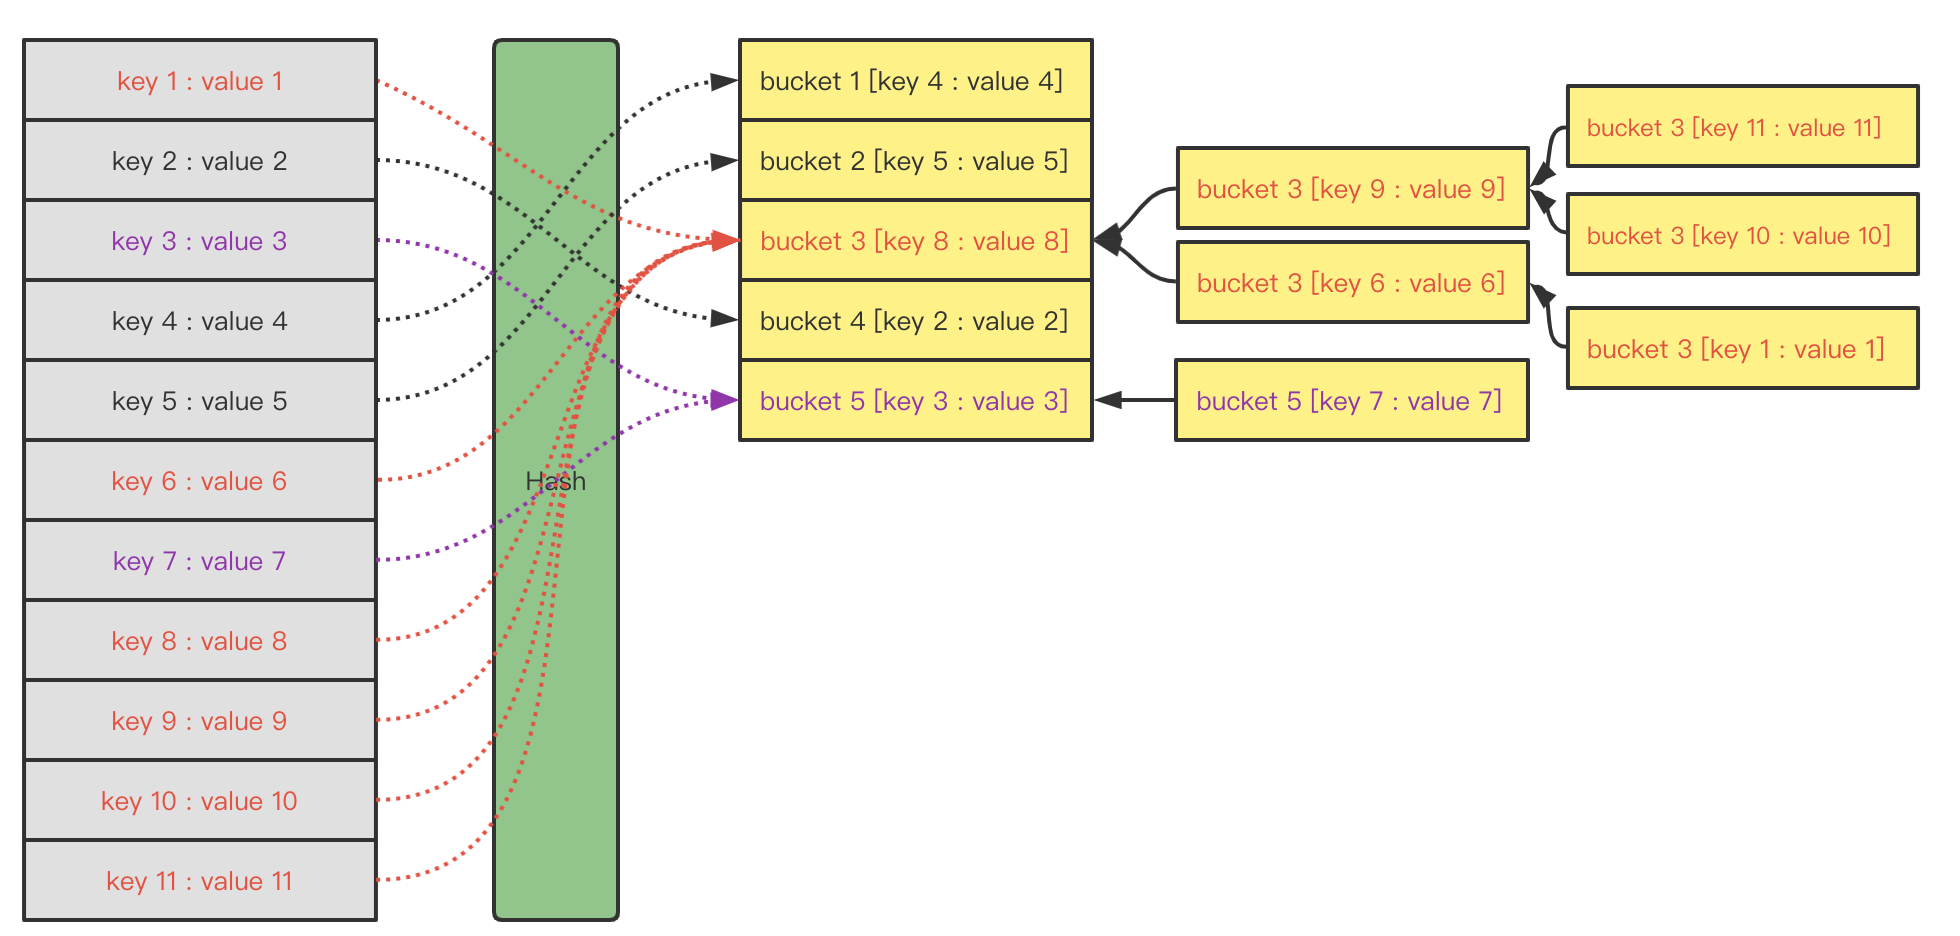 key 1 : value 1
key 2 : value 2
key 3 : value 3
key 4 : value 4
key 5 : value 5
key 6 : value 6
key 7 : value 7
key 8 : value 8
key 9 : value 9
key 10 : value 10
key 11 : value 11
Hash
bucket 1 [key 4 : value 4]
bucket 2 [key 5 : value 5]
bucket 3 [key 8 : value 8]
bucket 4 [key 2 : value 2]
bucket 5 [key 3 : value 3]
bucket 3 [key 9 : value 9]
bucket 3 [key 6 : value 6]
bucket 5 [key 7 : value 7]
bucket 3 [key 11 : value 11]
bucket 3 [key 10 : value 10]
bucket 3 [key 1 : value 1]